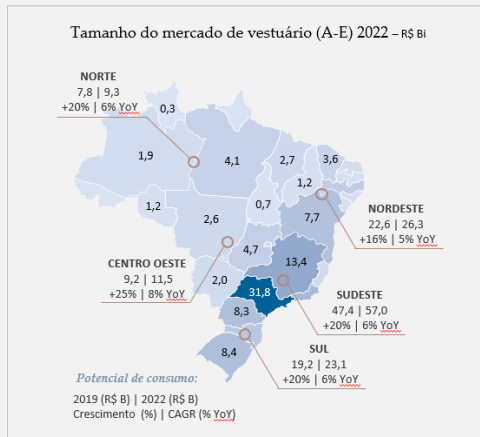 Tamanho do mercado de vestuário (A-E) 2022 – R$ Bi
NORTE
7,8 | 9,3
+20% | 6% YoY
0,3
1,9
4,1
2,7
3,6
1,2
1,2
0,7
2,6
7,7
NORDESTE
22,6 | 26,3
+16% | 5% YoY
4,7
CENTRO OESTE
9,2 | 11,5
+25% | 8% YoY
13,4
2,0
31,8
SUDESTE
47,4 | 57,0
+20% | 6% YoY
8,3
SUL
19,2 | 23,1
+20% | 6% YoY
8,4
Potencial de consumo:
2019 (R$ B) | 2022 (R$ B)
Crescimento (%) | CAGR (% YoY)